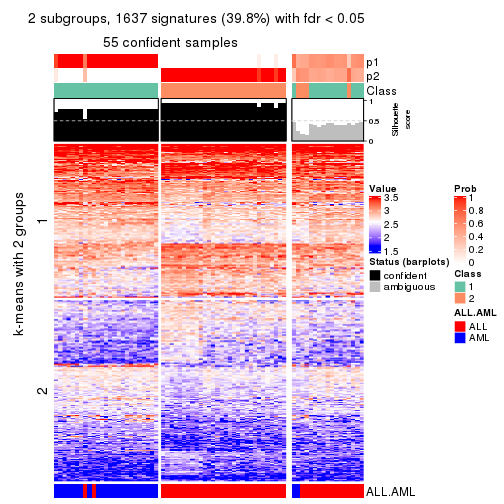 2 subgroups, 1637 signatures (39.8%) with fdr < 0.05
55 confident samples
p1
p2
Class
1
0.5
0
Silhouette
score
k-means with 2 groups
1
2
ALL.AML
Value
3.5
3
2.5
2
1.5
Status (barplots)
confident
ambiguous
Prob
1
0.8
0.6
0.4
0.2
0
Class
1
2
ALL.AML
ALL
AML